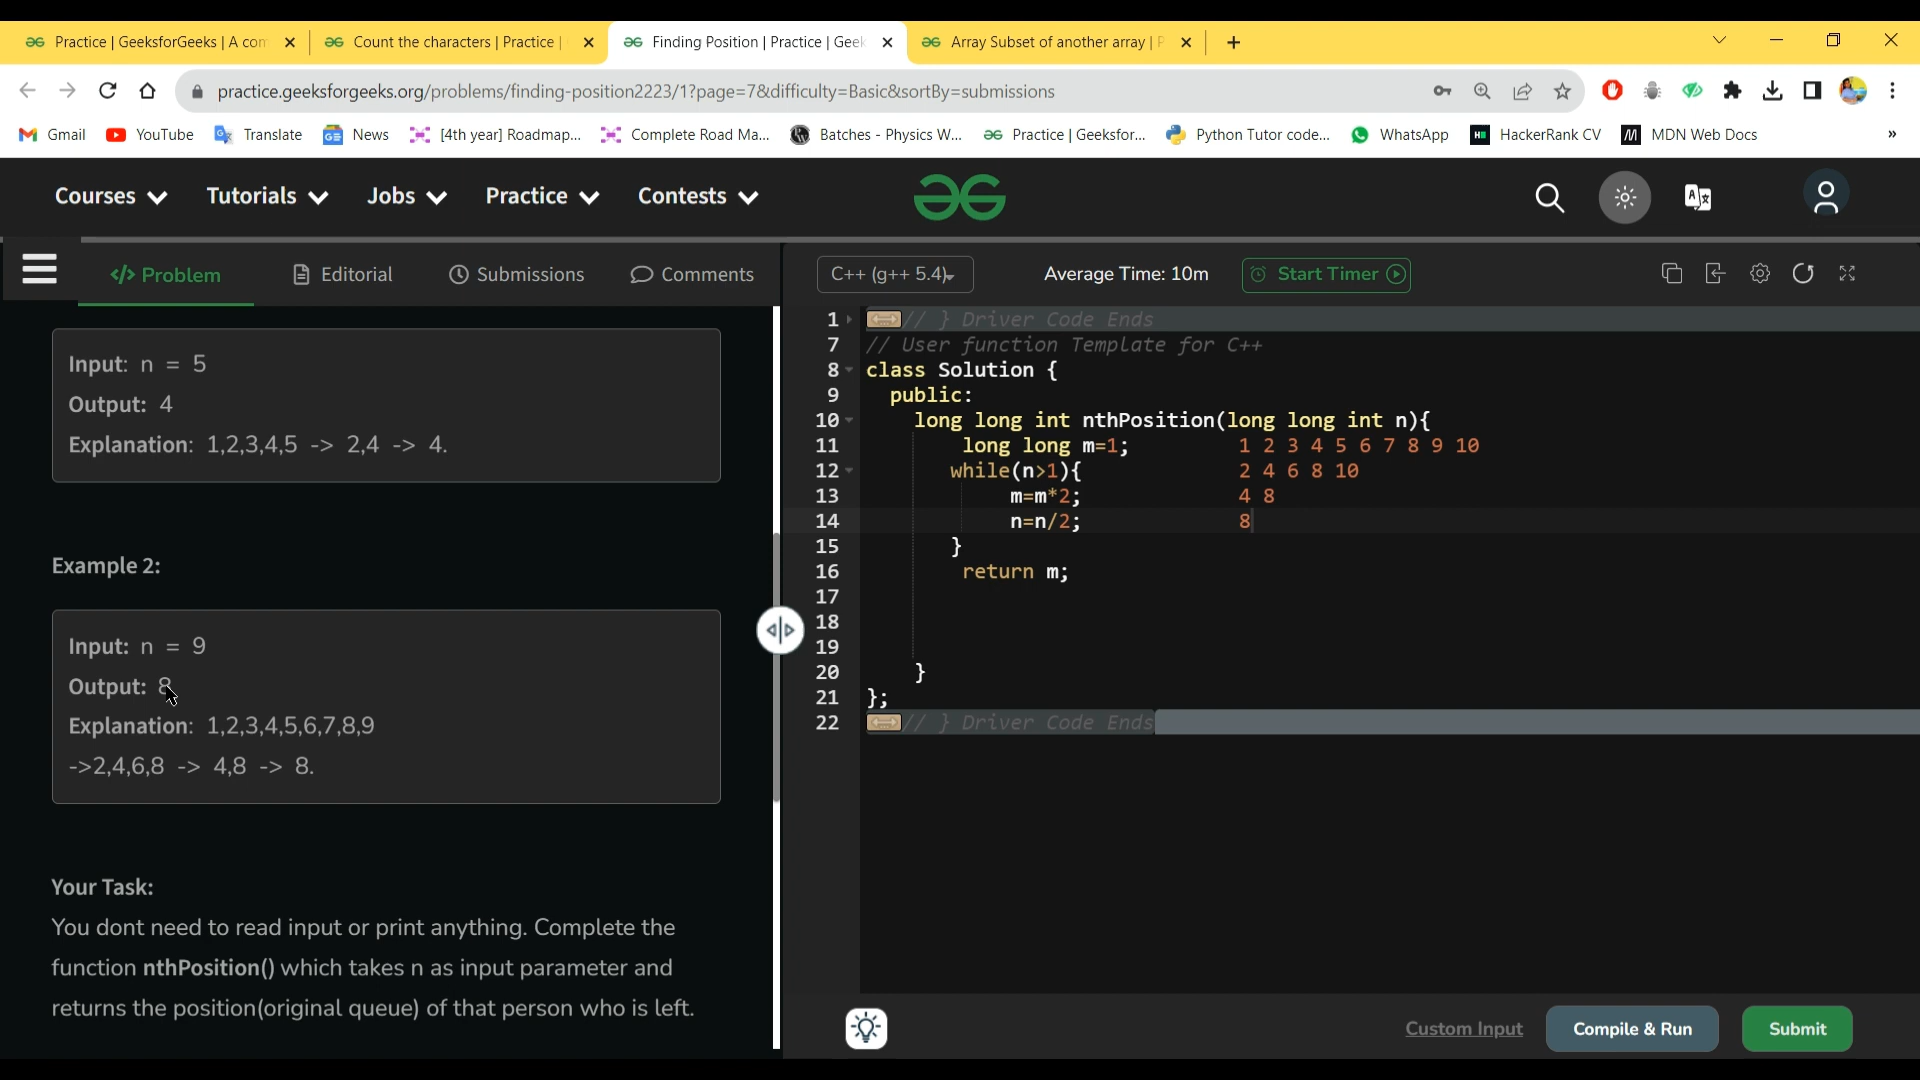 Practice | GeeksforGeeks | A com
Count the characters | Practice |
Finding Position | Practice | Geek
Array Subset of another array | P
practice.geeksforgeeks.org/problems/finding-position2223/1?page=7&difficulty=Basic&sortBy=submissions
Gmail YouTube Translate News [4th year] Roadmap... Complete Road Ma... Batches - Physics W... Practice | Geeksfor... Python Tutor code... WhatsApp HackerRank CV MDN Web Docs »
Courses Tutorials Jobs Practice Contests
</> Problem Editorial Submissions Comments
C++ (g++ 5.4) Average Time: 10m Start Timer
Input: n = 5
Output: 4
Explanation: 1,2,3,4,5 -> 2,4 -> 4.
Example 2:
Input: n = 9
Output: 8
Explanation: 1,2,3,4,5,6,7,8,9
->2,4,6,8 -> 4,8 -> 8.
Your Task:
You dont need to read input or print anything. Complete the
function nthPosition() which takes n as input parameter and
returns the position(original queue) of that person who is left.
1 // } Driver Code Ends
7 // User function Template for C++
8 class Solution {
9 public:
10 long long int nthPosition(long long int n){
11 long long m=1; 1 2 3 4 5 6 7 8 9 10
12 while(n>1){ 2 4 6 8 10
13 m=m*2; 4 8
14 n=n/2; 8
15 }
16 return m;
17
18
19
20 }
21 };
22 // } Driver Code Ends
Custom Input Compile & Run Submit